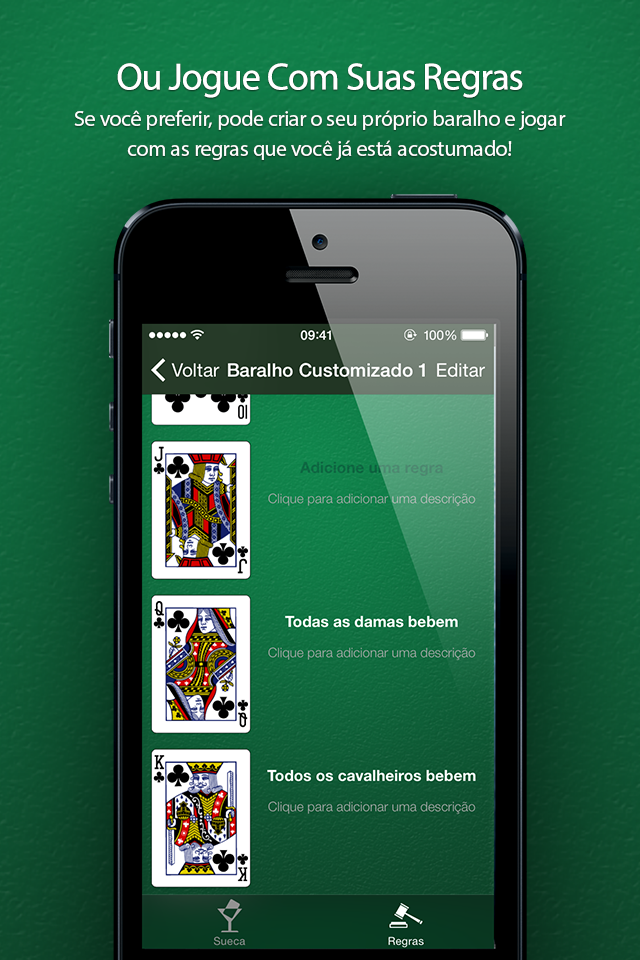 Ou Jogue Com Suas Regras
Se você preferir, pode criar o seu próprio baralho e jogar
com as regras que você já está acostumado!
09:41 100%
Voltar Baralho Customizado 1 Editar
10
J
Adicione uma regra
Clique para adicionar uma descrição
J
Q
Todas as damas bebem
Clique para adicionar uma descrição
Q
K
Todos os cavalheiros bebem
Clique para adicionar uma descrição
K
Sueca Regras